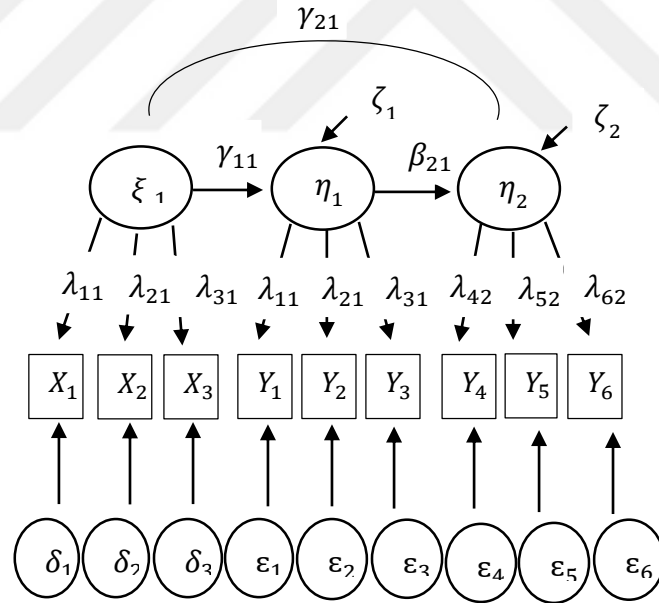 γ₂₁
ζ₁ ζ₂
γ₁₁ β₂₁
ξ₁ η₁ η₂
λ₁₁ λ₂₁ λ₃₁ λ₁₁ λ₂₁ λ₃₁ λ₄₂ λ₅₂ λ₆₂
X₁ X₂ X₃ Y₁ Y₂ Y₃ Y₄ Y₅ Y₆
δ₁ δ₂ δ₃ ε₁ ε₂ ε₃ ε₄ ε₅ ε₆